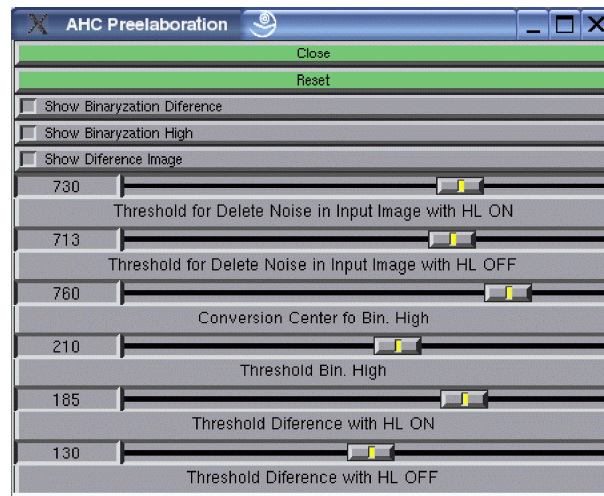 AHC Preelaboration
Close
Reset
Show Binaryzation Diference
Show Binaryzation High
Show Diference Image
730
Threshold for Delete Noise in Input Image with HL ON
713
Threshold for Delete Noise in Input Image with HL OFF
760
Conversion Center fo Bin. High
210
Threshold Bin. High
185
Threshold Diference with HL ON
130
Threshold Diference with HL OFF